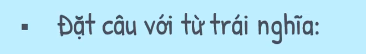 ▪ Đặt câu với từ trái nghĩa: